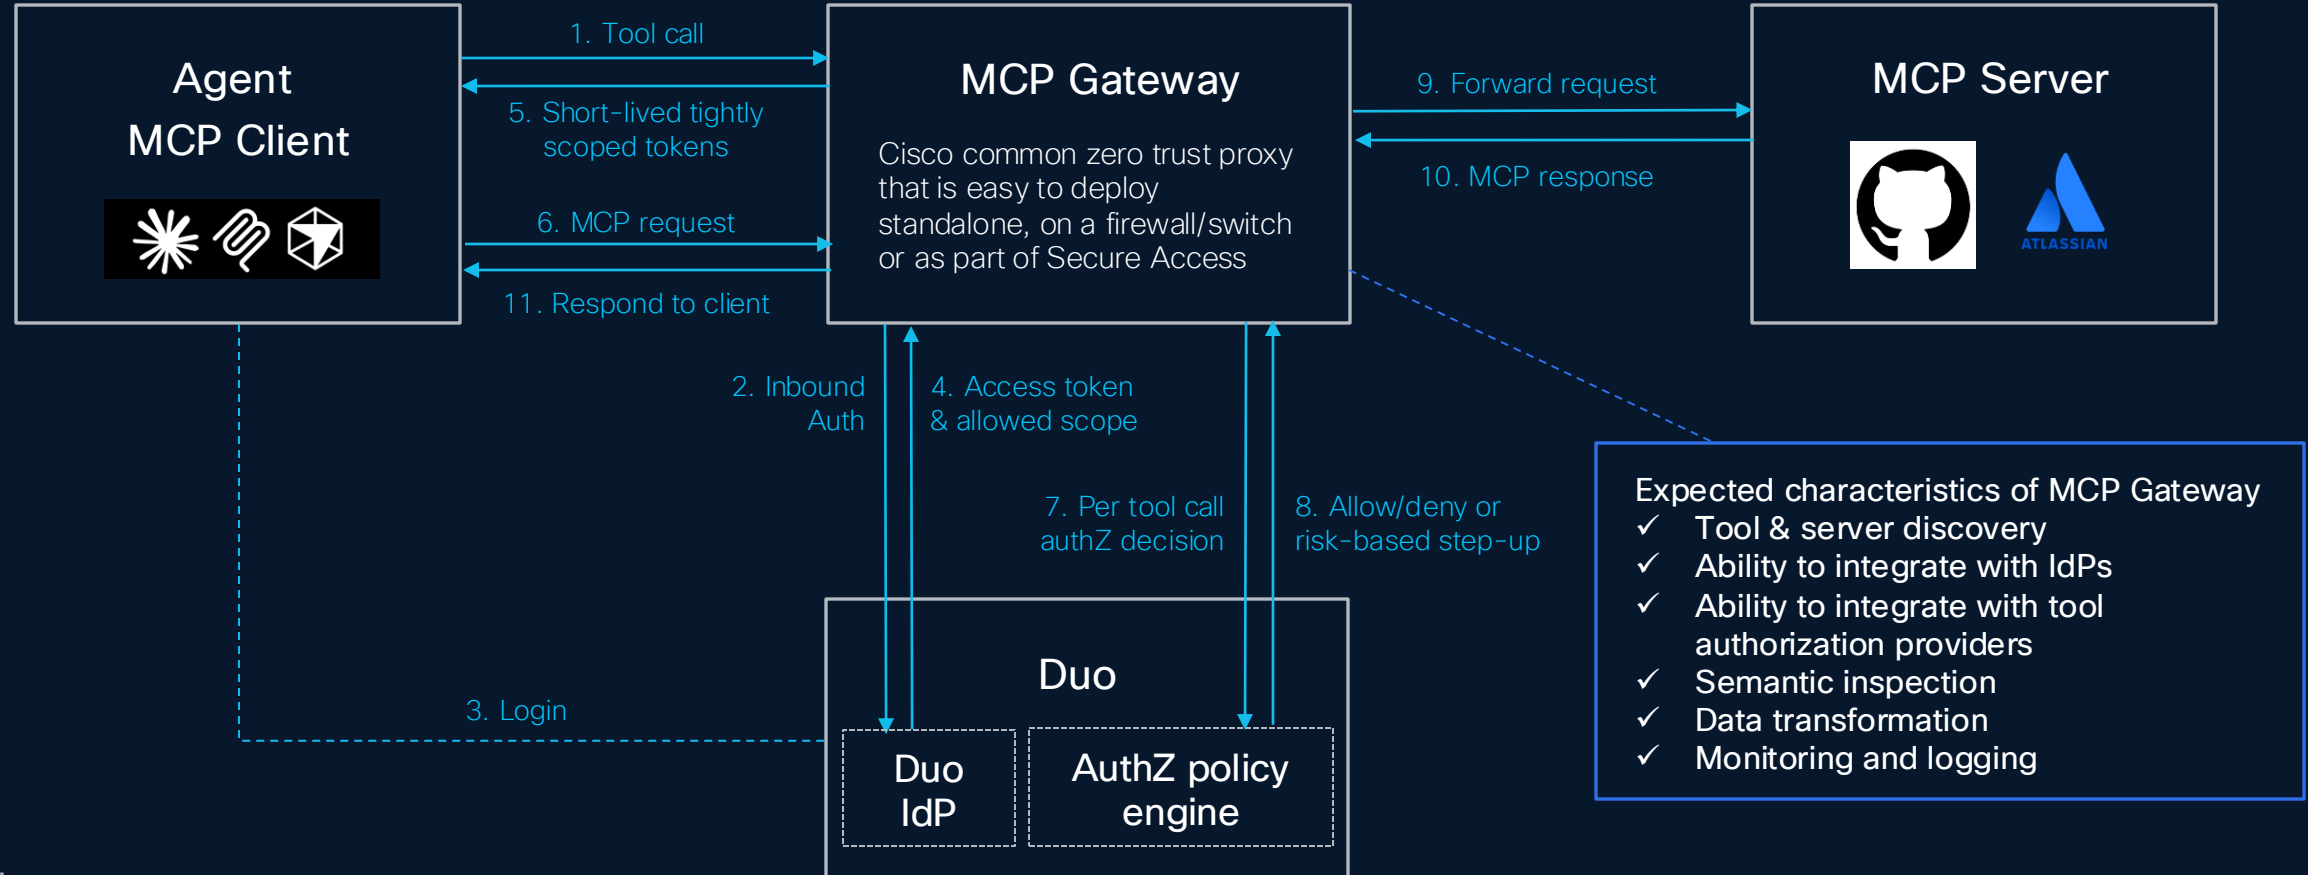 Agent
MCP Client
1. Tool call
5. Short-lived tightly
scoped tokens
6. MCP request
11. Respond to client
MCP Gateway
Cisco common zero trust proxy
that is easy to deploy
standalone, on a firewall/switch
or as part of Secure Access
9. Forward request
10. MCP response
MCP Server
ATLASSIAN
2. Inbound
Auth
4. Access token
& allowed scope
7. Per tool call
authZ decision
8. Allow/deny or
risk-based step-up
3. Login
Duo
Duo
IdP
AuthZ policy
engine
Expected characteristics of MCP Gateway
✓ Tool & server discovery
✓ Ability to integrate with IdPs
✓ Ability to integrate with tool
authorization providers
✓ Semantic inspection
✓ Data transformation
✓ Monitoring and logging